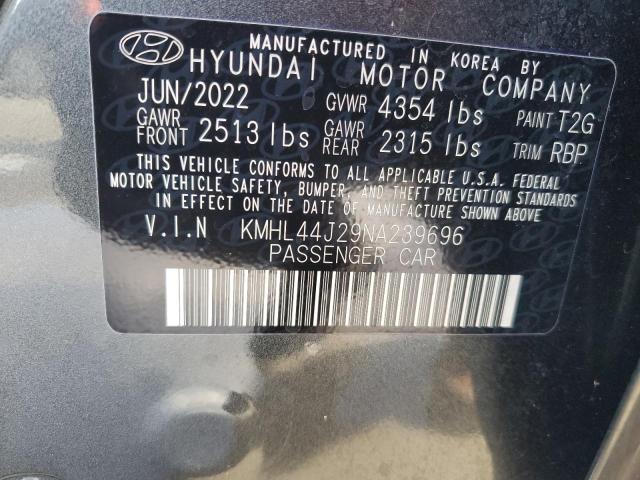 MANUFACTURED IN KOREA BY
HYUNDAI MOTOR COMPANY
JUN/2022 GVWR 4354 lbs PAINT T2G
GAWR FRONT 2513 lbs GAWR REAR 2315 lbs TRIM RBP
THIS VEHICLE CONFORMS TO ALL APPLICABLE U.S.A. FEDERAL
MOTOR VEHICLE SAFETY, BUMPER, AND THEFT PREVENTION STANDARDS
IN EFFECT ON THE DATE OF MANUFACTURE SHOWN ABOVE.
V.I.N KMHL44J29NA239696
PASSENGER CAR